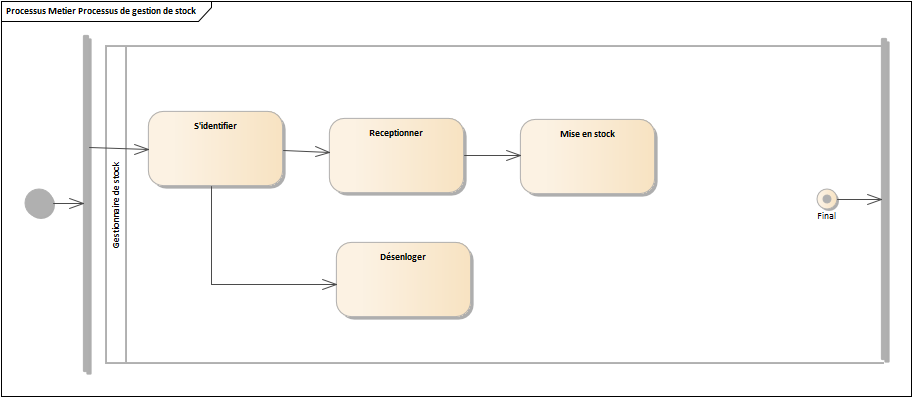 Processus Metier Processus de gestion de stock
Gestionnaire de stock
S'identifier
Receptionner
Mise en stock
Final
Désenloger